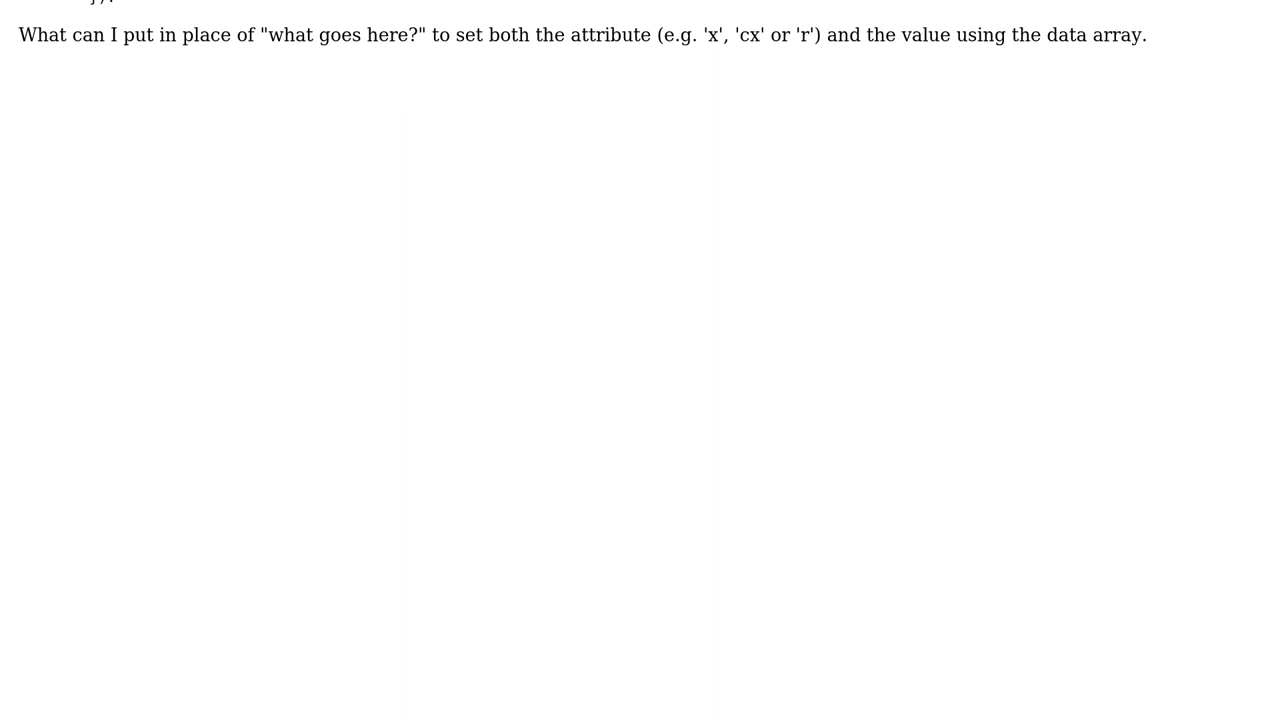 });
What can I put in place of "what goes here?" to set both the attribute (e.g. 'x', 'cx' or 'r') and the value using the data array.